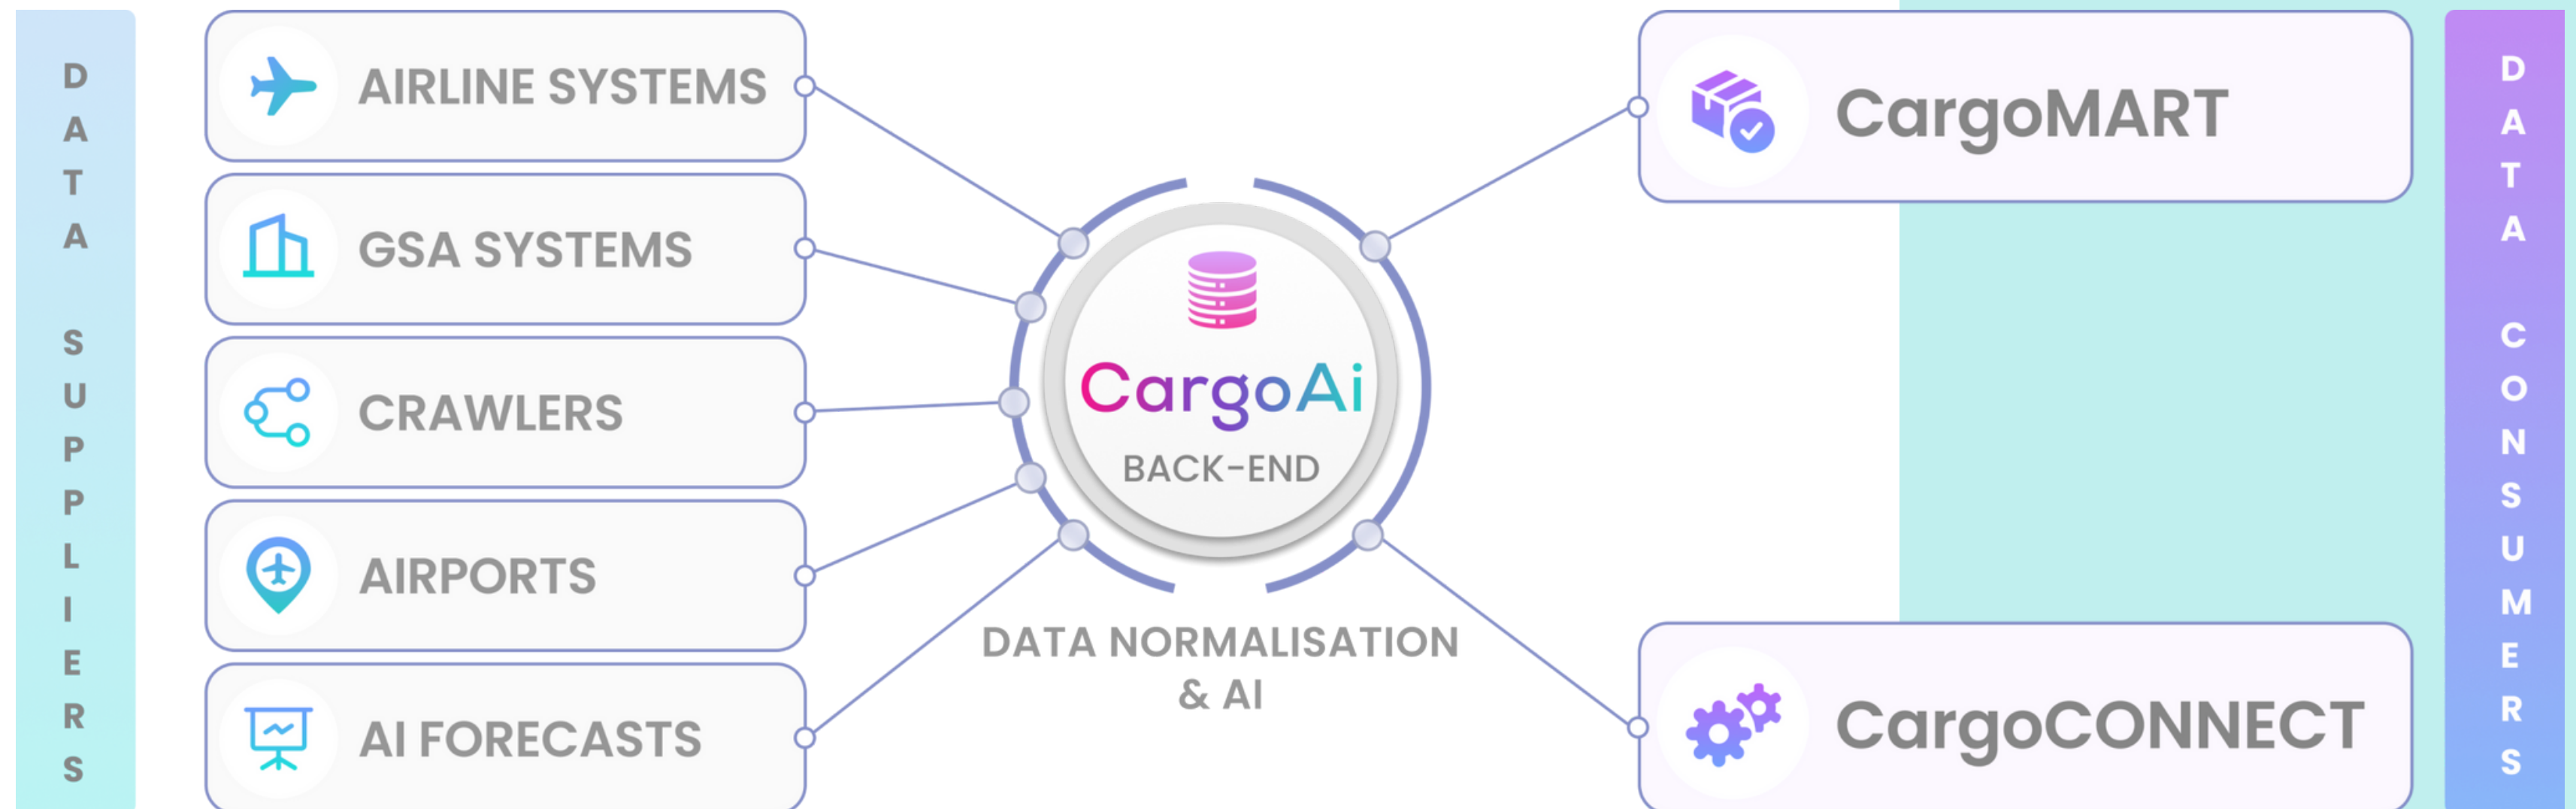 DATA SUPPLIERS
AIRLINE SYSTEMS
GSA SYSTEMS
CRAWLERS
AIRPORTS
AI FORECASTS
CargoAi
BACK-END
DATA NORMALISATION
& AI
CargoMART
CargoCONNECT
DATA CONSUMERS